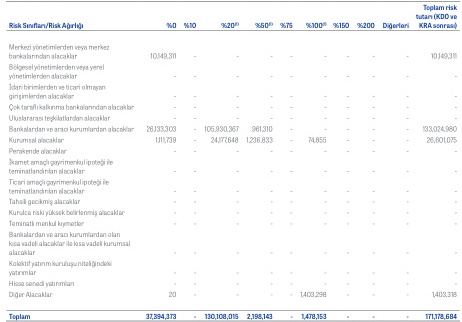 Risk Sınıfları/Risk Ağırlığı %0 %10 %20⁽¹⁾ %50⁽¹⁾ %75 %100⁽¹⁾ %150 %200 Diğerleri Toplam risk tutarı (KDO ve KRA sonrası)
Merkezi yönetimlerden veya merkez
bankalarından alacaklar 10,149,311 - - - - - - - - 10,149,311
Bölgesel yönetimlerden veya yerel
yönetimlerden alacaklar - - - - - - - - - -
İdari birimlerden ve ticari olmayan
girişimlerden alacaklar - - - - - - - - - -
Çok taraflı kalkınma bankalarından alacaklar - - - - - - - - - -
Uluslararası teşkilatlardan alacaklar - - - - - - - - - -
Bankalardan ve aracı kurumlardan alacaklar 26,133,303 - 105,930,367 961,310 - - - - - 133,024,980
Kurumsal alacaklar 1,111,739 - 24,177,648 1,236,833 - 74,855 - - - 26,601,075
Perakende alacaklar - - - - - - - - - -
İkamet amaçlı gayrimenkul ipoteği ile
teminatlandırılan alacaklar - - - - - - - - - -
Ticari amaçlı gayrimenkul ipoteği ile
teminatlandırılan alacaklar - - - - - - - - - -
Tahsili gecikmiş alacaklar - - - - - - - - - -
Kurulca riski yüksek belirlenmiş alacaklar - - - - - - - - - -
Teminatlı menkul kıymetler - - - - - - - - - -
Bankalardan ve aracı kurumlardan olan
kısa vadeli alacaklar ile kısa vadeli kurumsal
alacaklar - - - - - - - - - -
Kolektif yatırım kuruluşu niteliğindeki
yatırımlar - - - - - - - - - -
Hisse senedi yatırımları - - - - - - - - - -
Diğer Alacaklar 20 - - - - 1,403,298 - - - 1,403,318
Toplam 37,394,373 - 130,108,015 2,198,143 - 1,478,153 - - - 171,178,684